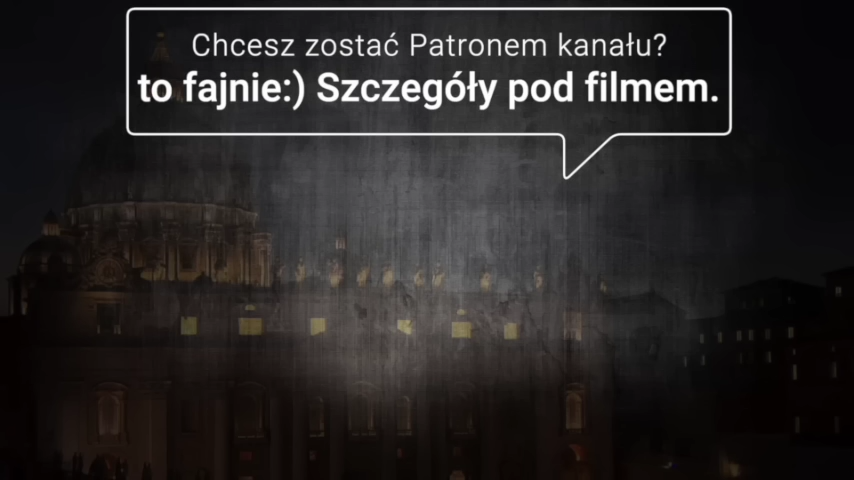 Chcesz zostać Patronem kanału?
to fajnie:) Szczegóły pod filmem.